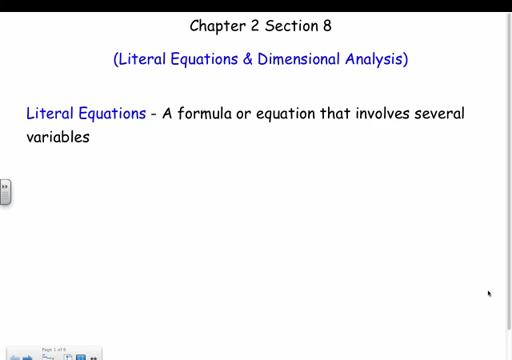 Chapter 2 Section 8
(Literal Equations & Dimensional Analysis)
Literal Equations - A formula or equation that involves several
variables